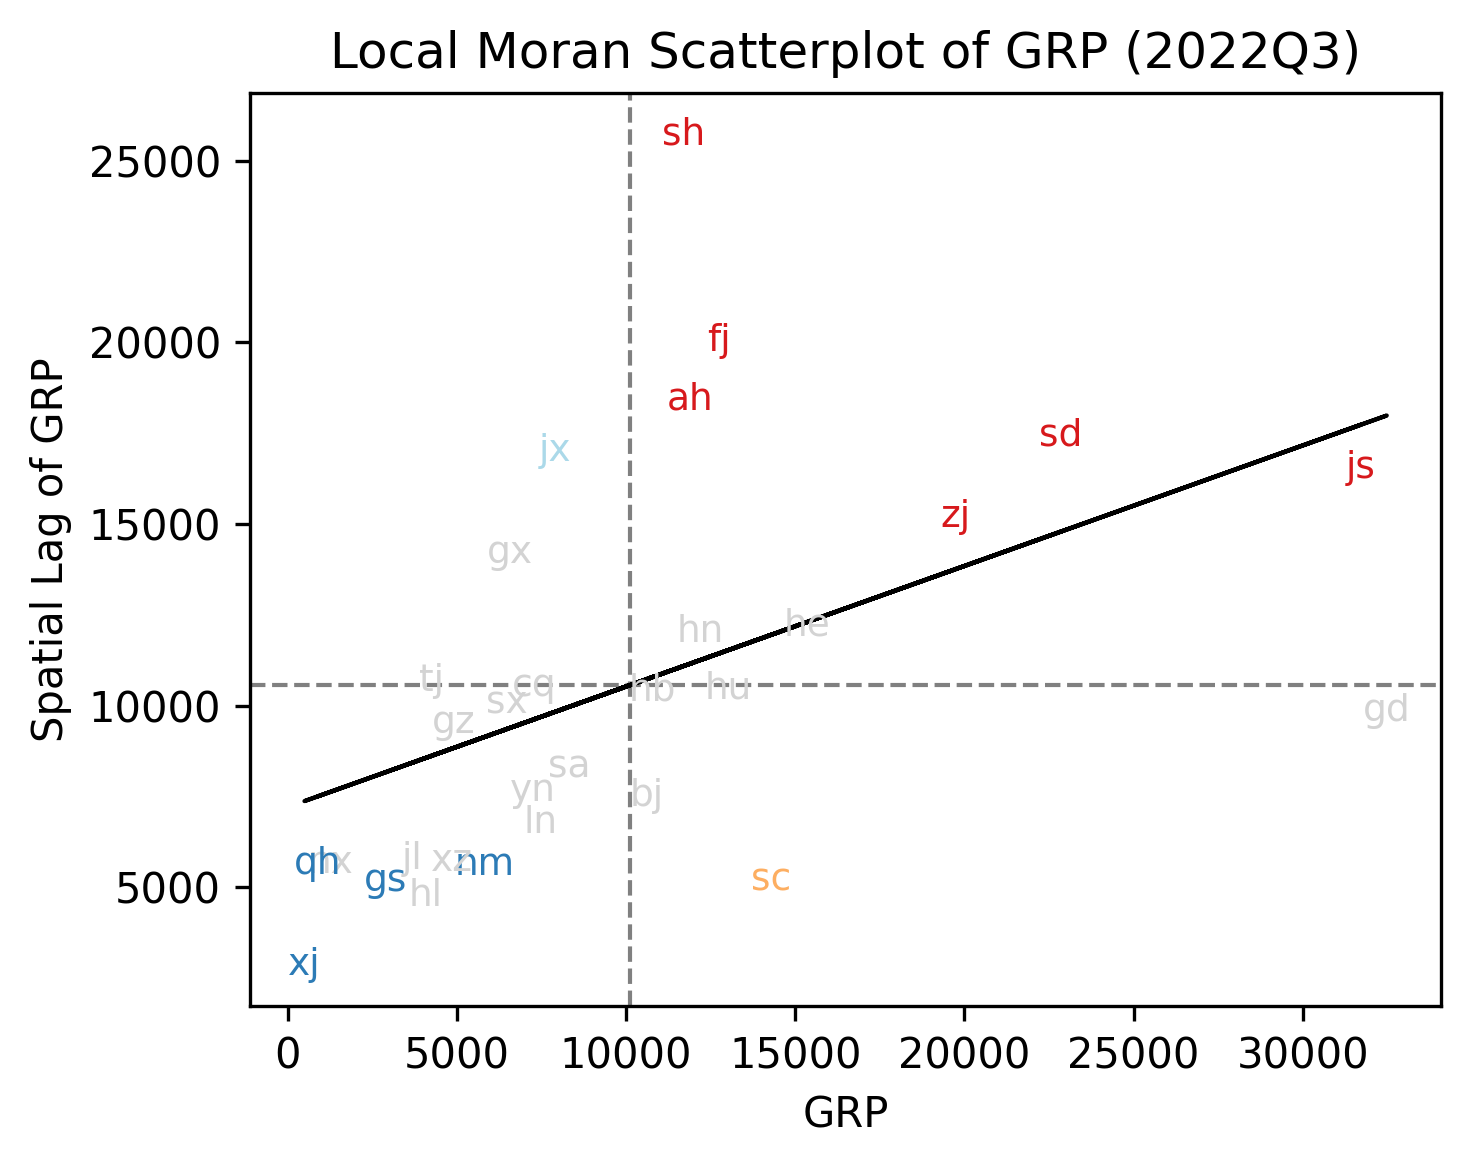 Local Moran Scatterplot of GRP (2022Q3)
Spatial Lag of GRP
25000
20000
15000
10000
5000
sh
fj
ah
sd
jx
js
zj
gx
hn
he
tj
cq
sx
hb
hu
gz
gd
sa
yn
bj
ln
qh
nx
jl
xz
nm
gs
sc
hl
xj
0 5000 10000 15000 20000 25000 30000
GRP